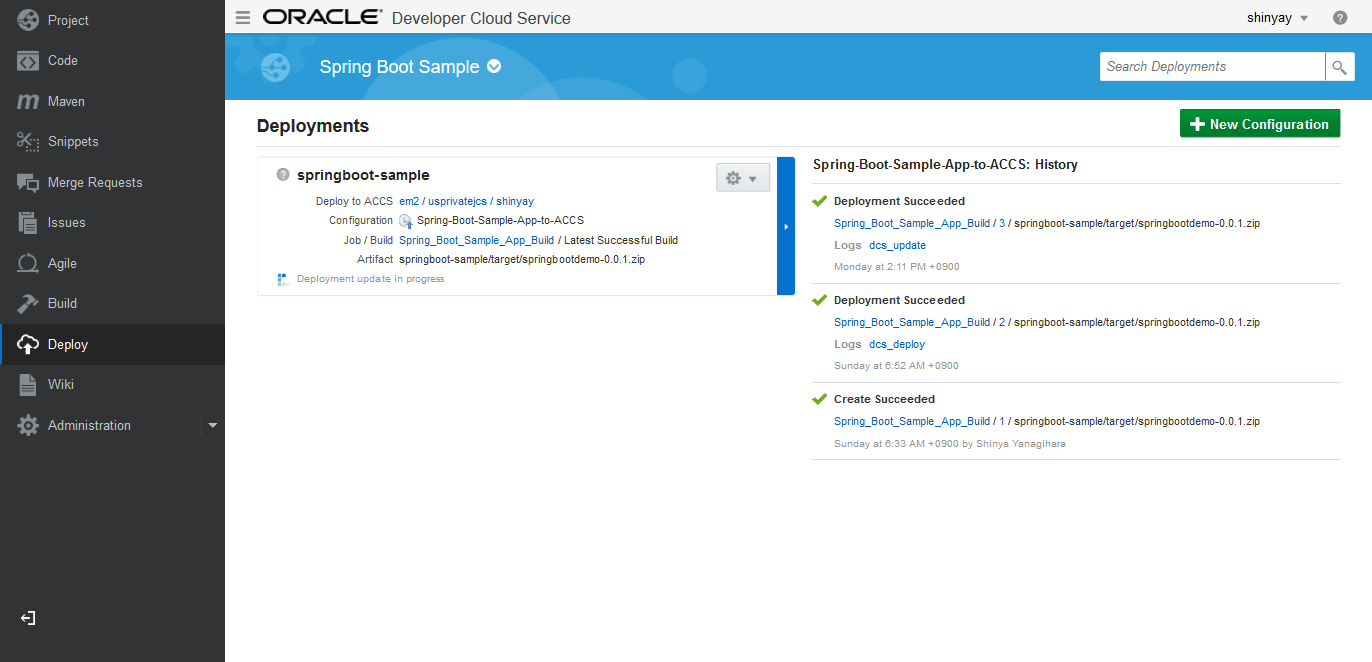 Project
Code
Maven
Snippets
Merge Requests
Issues
Agile
Build
Deploy
Wiki
Administration
ORACLE® Developer Cloud Service
shinyay
Spring Boot Sample
Search Deployments
Deployments
New Configuration
springboot-sample
Deploy to ACCS em2 / usprivatejcs / shinyay
Configuration Spring-Boot-Sample-App-to-ACCS
Job / Build Spring_Boot_Sample_App_Build / Latest Successful Build
Artifact springboot-sample/target/springbootdemo-0.0.1.zip
Deployment update in progress
Spring-Boot-Sample-App-to-ACCS: History
Deployment Succeeded
Spring_Boot_Sample_App_Build / 3 / springboot-sample/target/springbootdemo-0.0.1.zip
Logs dcs_update
Monday at 2:11 PM +0900
Deployment Succeeded
Spring_Boot_Sample_App_Build / 2 / springboot-sample/target/springbootdemo-0.0.1.zip
Logs dcs_deploy
Sunday at 6:52 AM +0900
Create Succeeded
Spring_Boot_Sample_App_Build / 1 / springboot-sample/target/springbootdemo-0.0.1.zip
Sunday at 6:33 AM +0900 by Shinya Yanagihara